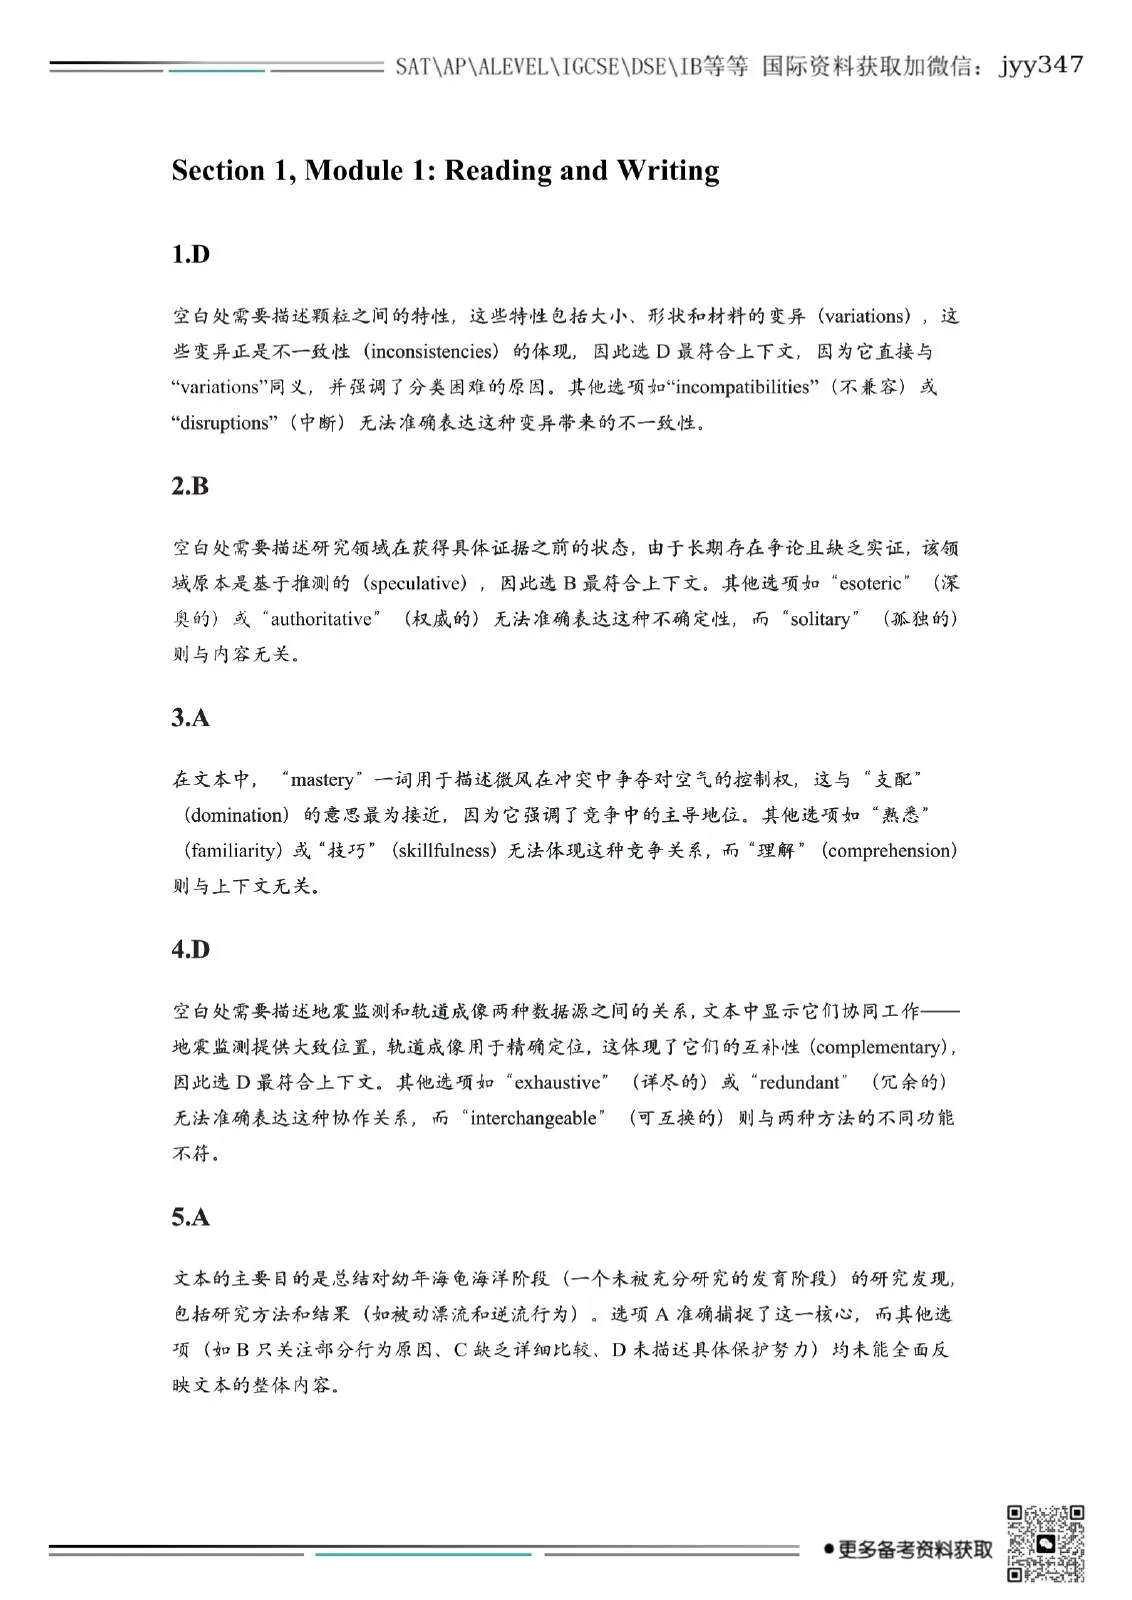 SAT\AP\ALEVEL\IGCSE\DSE\IB等等 国际资料获取加微信：jyy347
Section 1, Module 1: Reading and Writing
1.D
空白处需要描述颗粒之间的特性，这些特性包括大小、形状和材料的变异（variations），这
些变异正是不一致性（inconsistencies）的体现，因此选 D 最符合上下文，因为它直接与
“variations”同义，并强调了分类困难的原因。其他选项如“incompatibilities”（不兼容）或
“disruptions”（中断）无法准确表达这种变异带来的不一致性。
2.B
空白处需要描述研究领域在获得具体证据之前的状态，由于长期存在争论且缺乏实证，该领
域原本是基于推测的（speculative），因此选 B 最符合上下文。其他选项如“esoteric”（深
奥的）或“authoritative”（权威的）无法准确表达这种不确定性，而“solitary”（孤独的）
则与内容无关。
3.A
在文本中，“mastery”一词用于描述微风在冲突中争夺对空气的控制权，这与“支配”
（domination）的意思最为接近，因为它强调了竞争中的主导地位。其他选项如“熟悉”
（familiarity）或“技巧”（skillfulness）无法体现这种竞争关系，而“理解”（comprehension）
则与上下文无关。
4.D
空白处需要描述地震监测和轨道成像两种数据源之间的关系，文本中显示它们协同工作——
地震监测提供大致位置，轨道成像用于精确定位，这体现了它们的互补性（complementary），
因此选 D 最符合上下文。其他选项如“exhaustive”（详尽的）或“redundant”（冗余的）
无法准确表达这种协作关系，而“interchangeable”（可互换的）则与两种方法的不同功能
不符。
5.A
文本的主要目的是总结对幼年海龟海洋阶段（一个未被充分研究的发育阶段）的研究发现，
包括研究方法和结果（如被动漂流和逆流行为）。选项 A 准确捕捉了这一核心，而其他选
项（如 B 只关注部分行为原因、C 缺乏详细比较、D 未描述具体保护努力）均未能全面反
映文本的整体内容。
●更多备考资料获取